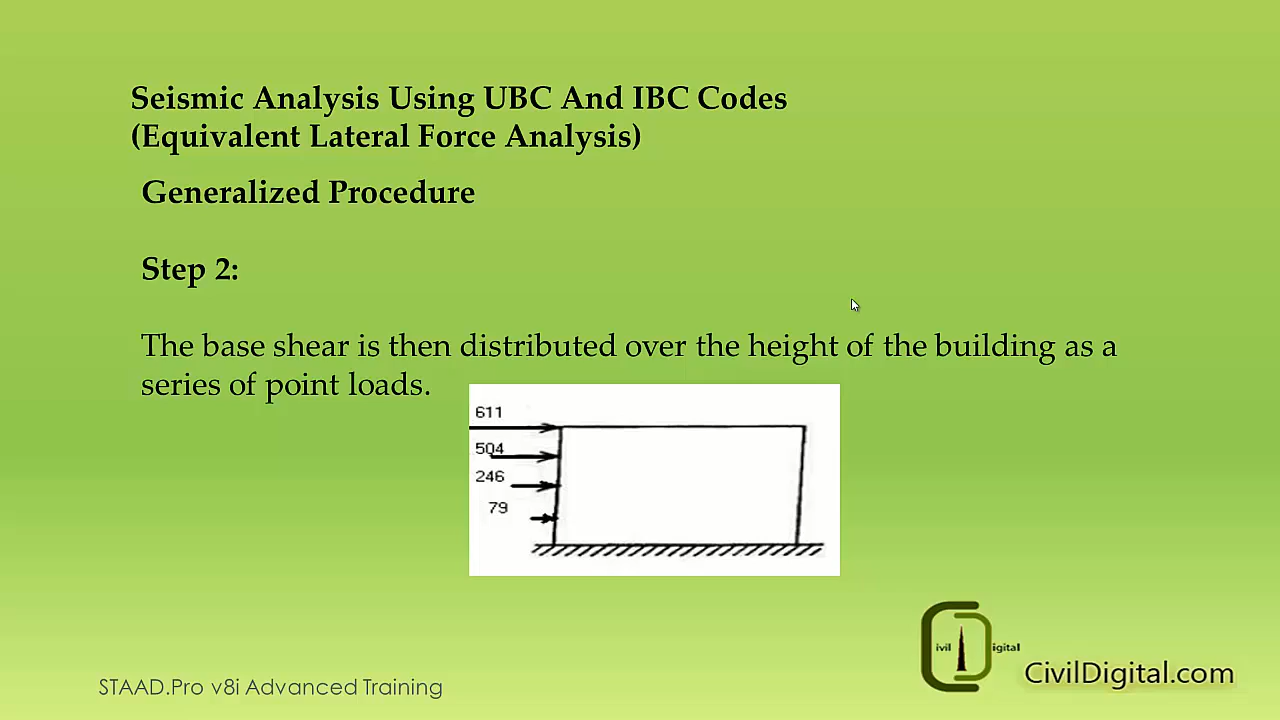 Seismic Analysis Using UBC And IBC Codes
(Equivalent Lateral Force Analysis)
Generalized Procedure
Step 2:
The base shear is then distributed over the height of the building as a
series of point loads.
611
504
246
79
ivil igital
CivilDigital.com
STAAD.Pro v8i Advanced Training